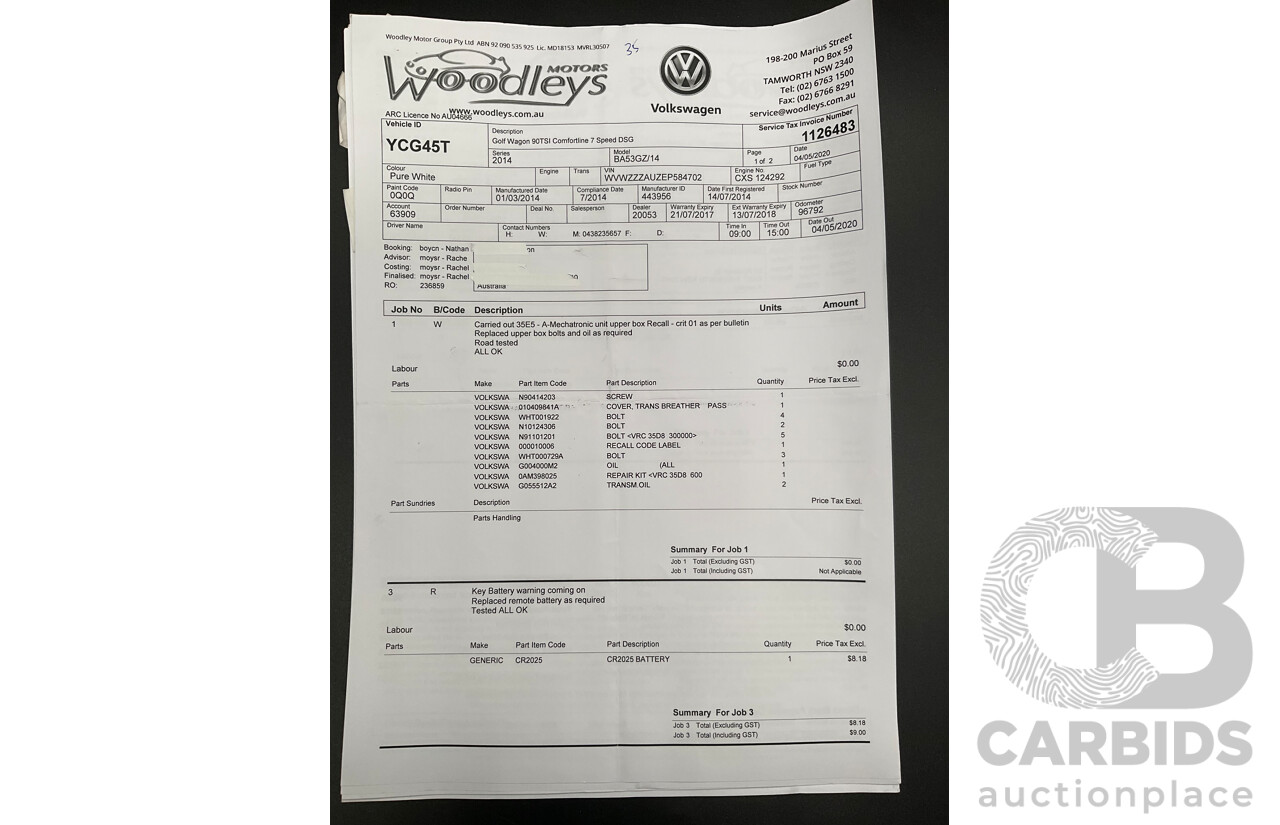 Woodley Motor Group Pty Ltd ABN 92 090 535 925 Lic. MD18153 MVRL30507
35
Woodleys MOTORS
www.woodleys.com.au
ARC Licence No AU04666
Volkswagen
198-200 Marius Street
PO Box 59
TAMWORTH NSW 2340
Tel: (02) 6763 1500
Fax: (02) 6766 8291
service@woodleys.com.au
Service Tax Invoice Number
1126483
Vehicle ID
YCG45T
Description
Golf Wagon 90TSI Comfortline 7 Speed DSG
Series
2014
Model
BA53GZ/14
Page
1 of 2
Date
04/05/2020
Colour
Pure White
Engine
Trans
VIN
WVWZZZAUZEP584702
Engine No
CXS 124292
Fuel Type
Paint Code
0Q0Q
Radio Pin
Manufactured Date
01/03/2014
Compliance Date
7/2014
Manufacturer ID
443956
Date First Registered
14/07/2014
Stock Number
Account
63909
Order Number
Deal No.
Salesperson
Dealer
20053
Warranty Expiry
21/07/2017
Ext Warranty Expiry
13/07/2018
Odometer
96792
Driver Name
Contact Numbers
H: W: M: 0438235657 F: D:
Time In
09:00
Time Out
15:00
Date Out
04/05/2020
Booking: boycn - Nathan
Advisor: moysr - Rache
Costing: moysr - Rachel
Finalised: moysr - Rachel
RO: 236859
Australia
Job No B/Code Description Units Amount
1 W Carried out 35E5 - A-Mechatronic unit upper box Recall - crit 01 as per bulletin
Replaced upper box bolts and oil as required
Road tested
ALL OK
Labour $0.00
Parts Make Part Item Code Part Description Quantity Price Tax Excl.
VOLKSWA N90414203 SCREW 1
VOLKSWA 010409841A COVER, TRANS BREATHER PASS 1
VOLKSWA WHT001922 BOLT 4
VOLKSWA N10124306 BOLT 2
VOLKSWA N91101201 BOLT <VRC 35D8 300000> 5
VOLKSWA 000010006 RECALL CODE LABEL 1
VOLKSWA WHT000729A BOLT 3
VOLKSWA G004000M2 OIL (ALL 1
VOLKSWA 0AM398025 REPAIR KIT <VRC 35D8 600 1
VOLKSWA G055512A2 TRANSM.OIL 2
Part Sundries Description Price Tax Excl.
Parts Handling
Summary For Job 1
Job 1 Total (Excluding GST) $0.00
Job 1 Total (Including GST) Not Applicable
3 R Key Battery warning coming on
Replaced remote battery as required
Tested ALL OK
Labour $0.00
Parts Make Part Item Code Part Description Quantity Price Tax Excl.
GENERIC CR2025 CR2025 BATTERY 1 $8.18
Summary For Job 3
Job 3 Total (Excluding GST) $8.18
Job 3 Total (Including GST) $9.00
CB
CARBIDS
auctionplace